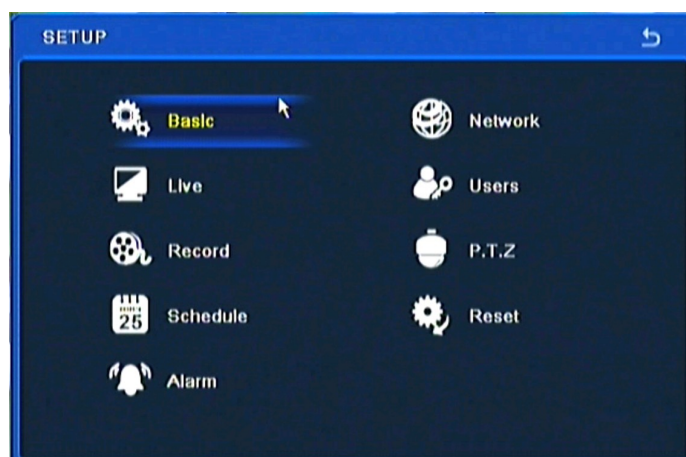 SETUP
Basic
Network
Live
Users
Record
P.T.Z
25
Schedule
Reset
Alarm